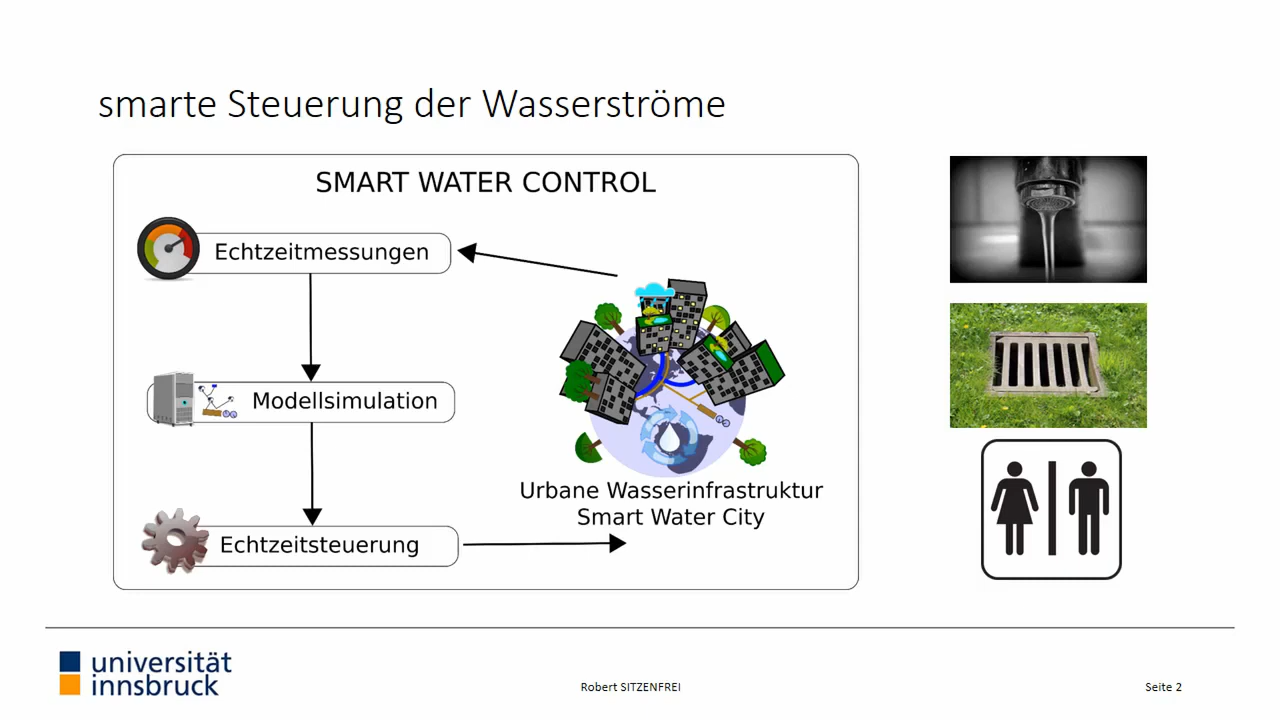 smarte Steuerung der Wasserströme
SMART WATER CONTROL
Echtzeitmessungen
Modellsimulation
Echtzeitsteuerung
Urbane Wasserinfrastruktur
Smart Water City
universität
innsbruck
Robert SITZENFREI
Seite 2